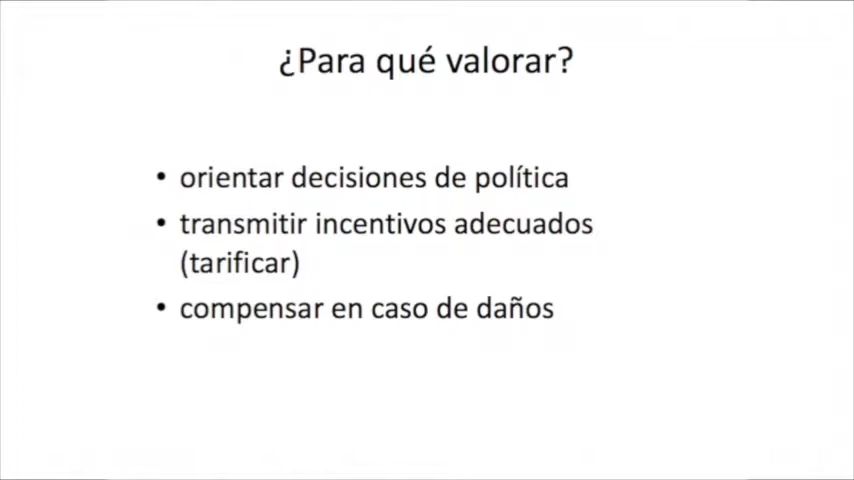 ¿Para qué valorar?
• orientar decisiones de política
• transmitir incentivos adecuados
(tarificar)
• compensar en caso de daños